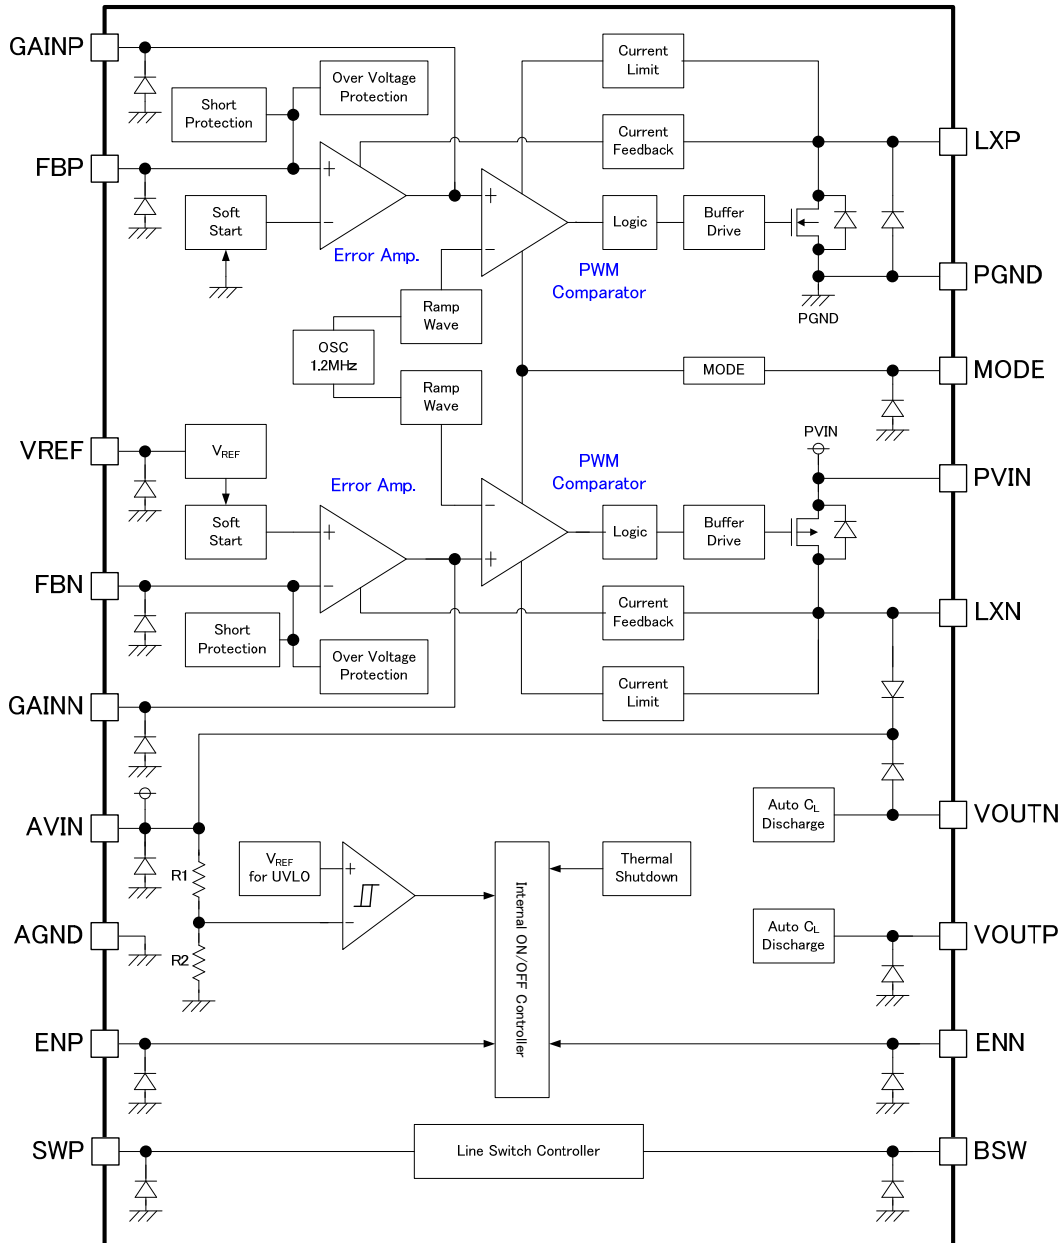 GAINP
Current
Limit
Over Voltage
Protection
Short
Protection
Current
Feedback
LXP
FBP
+
Soft
Start
−
+
−
Logic
Buffer
Drive
Error Amp.
PWM
Comparator
PGND
PGND
Ramp
Wave
OSC
1.2MHz
MODE
MODE
Ramp
Wave
VREF
VREF
PVIN
PVIN
Error Amp.
PWM
Comparator
Soft
Start
+
−
−
+
Logic
Buffer
Drive
FBN
Current
Feedback
LXN
Short
Protection
Over Voltage
Protection
Current
Limit
GAINN
AVIN
Auto CL
Discharge
VOUTN
R1
VREF
for UVLO
+
−
Internal ON/OFF Controller
Thermal
Shutdown
AGND
R2
Auto CL
Discharge
VOUTP
ENP
ENN
SWP
Line Switch Controller
BSW